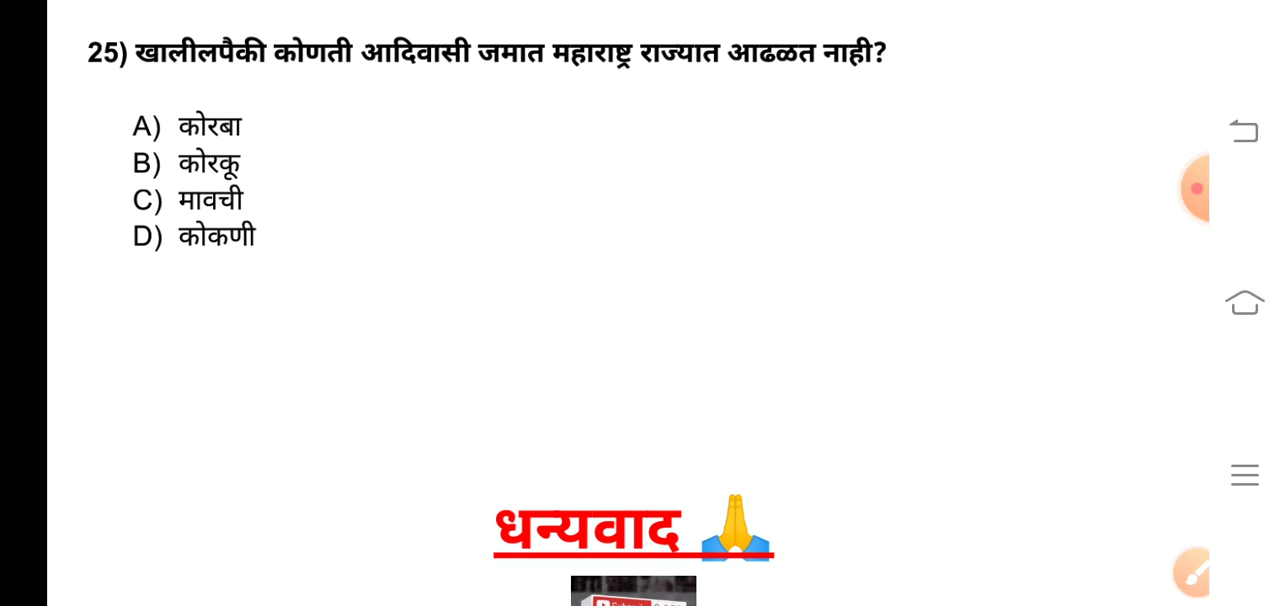 25) खालीलपैकी कोणती आदिवासी जमात महाराष्ट्र राज्यात आढळत नाही?
A) कोरबा
B) कोरकू
C) मावची
D) कोकणी
धन्यवाद 🙏